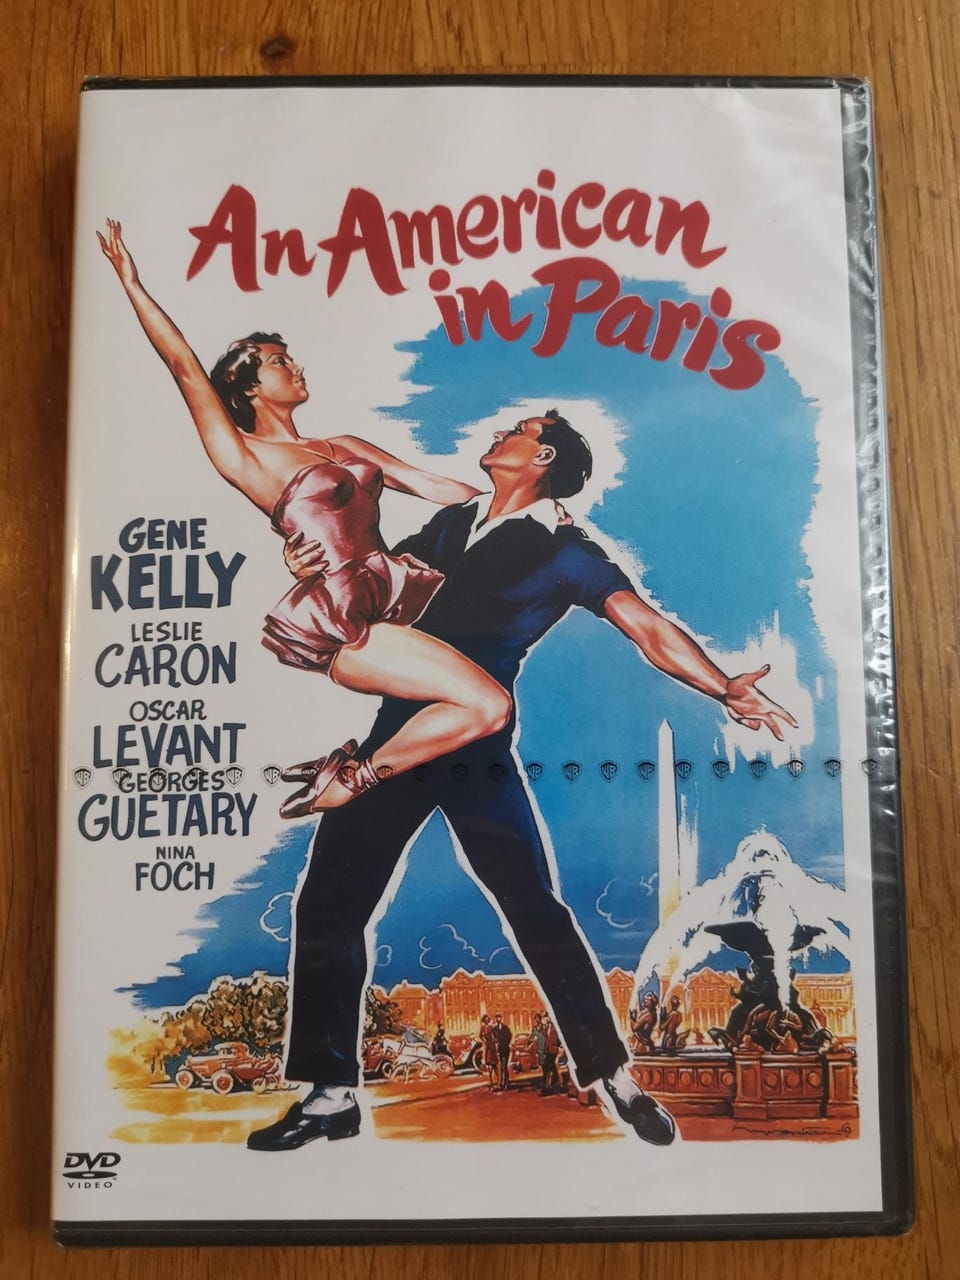 An American
in Paris
GENE
KELLY
LESLIE
CARON
OSCAR
LEVANT
GEORGES
GUETARY
NINA
FOCH
DVD
VIDEO